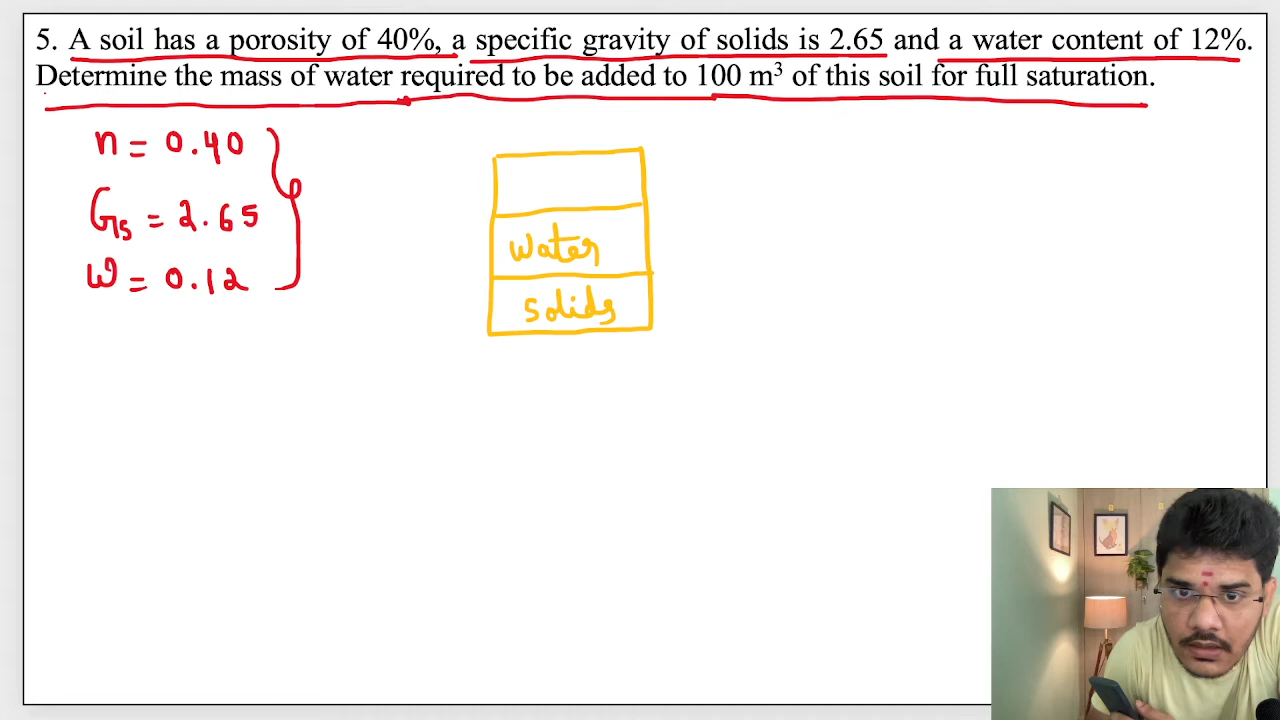 5. A soil has a porosity of 40%, a specific gravity of solids is 2.65 and a water content of 12%.
Determine the mass of water required to be added to 100 m³ of this soil for full saturation.
n = 0.40
Gs = 2.65
w = 0.12
water
solids